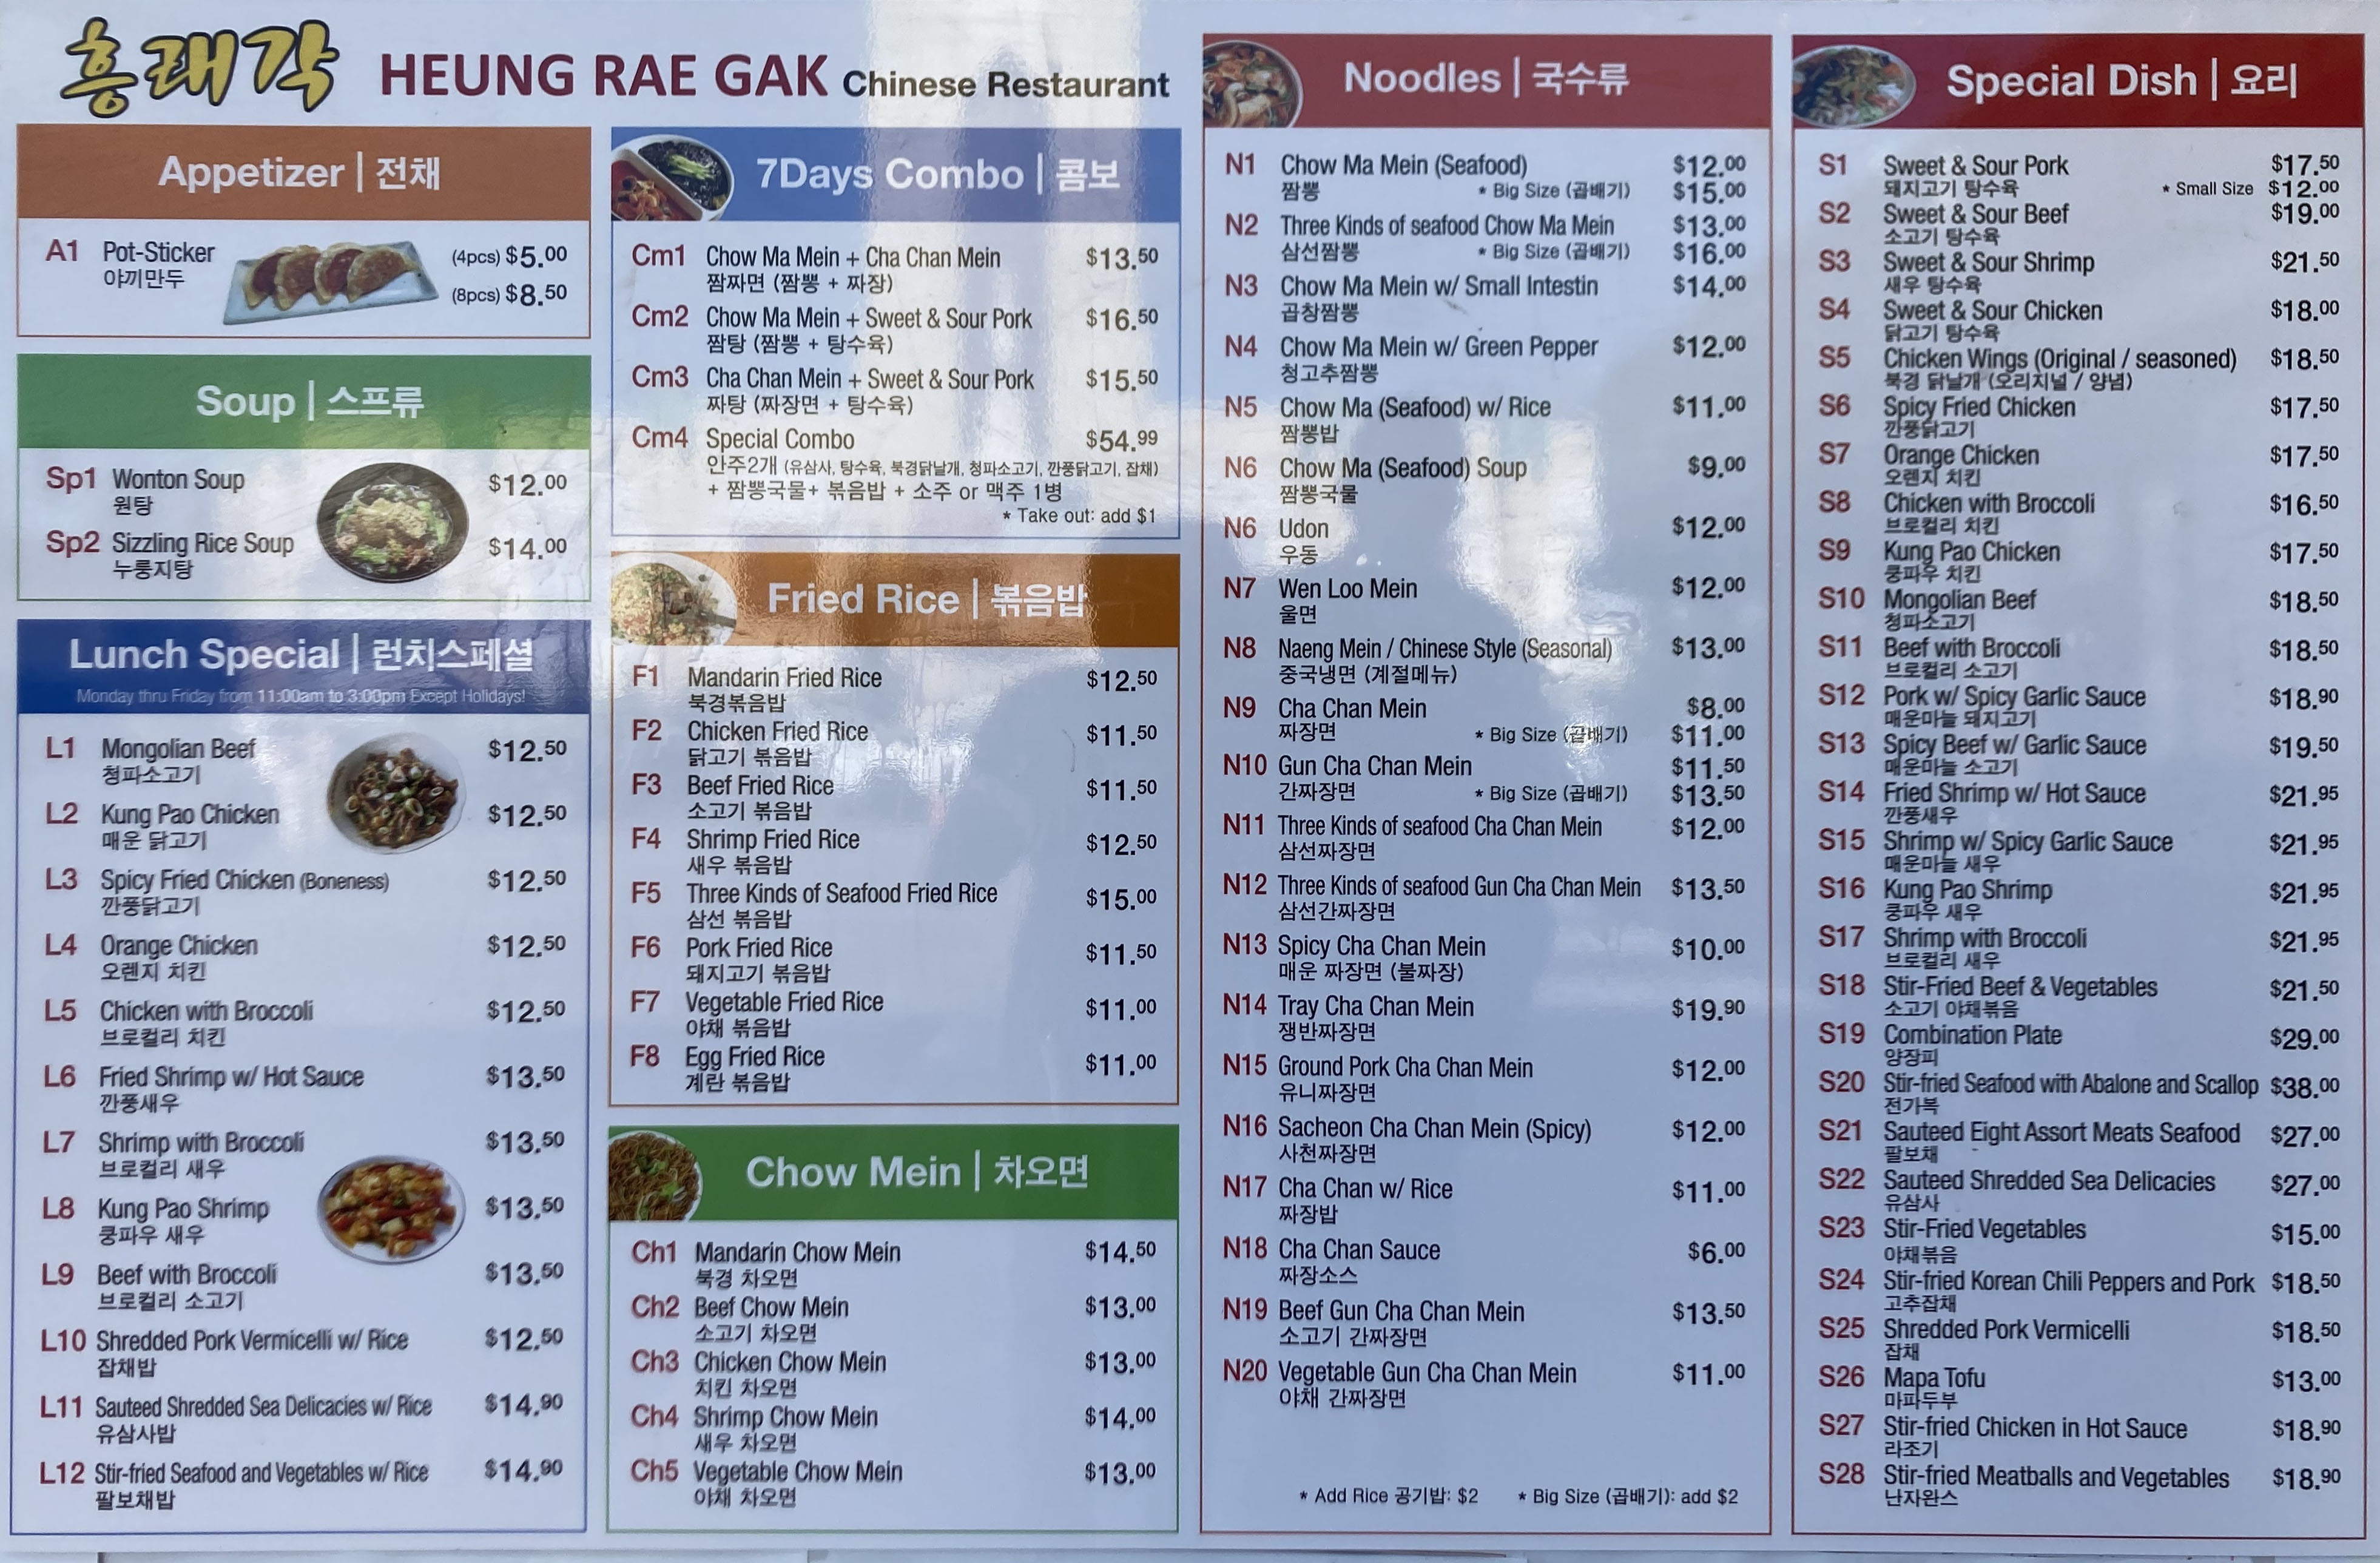 흥래각 HEUNG RAE GAK Chinese Restaurant
Appetizer | 전채
A1 Pot-Sticker (4pcs) $5.00
야끼만두 (8pcs) $8.50
Soup | 스프류
Sp1 Wonton Soup $12.00
원탕
Sp2 Sizzling Rice Soup $14.00
누룽지탕
Lunch Special | 런치스페셜
Monday thru Friday from 11:00am to 3:00pm Except Holidays!
L1 Mongolian Beef $12.50
청파소고기
L2 Kung Pao Chicken $12.50
매운 닭고기
L3 Spicy Fried Chicken (Boneness) $12.50
깐풍닭고기
L4 Orange Chicken $12.50
오렌지 치킨
L5 Chicken with Broccoli $12.50
브로컬리 치킨
L6 Fried Shrimp w/ Hot Sauce $13.50
깐풍새우
L7 Shrimp with Broccoli $13.50
브로컬리 새우
L8 Kung Pao Shrimp $13.50
쿵파우 새우
L9 Beef with Broccoli $13.50
브로컬리 소고기
L10 Shredded Pork Vermicelli w/ Rice $12.50
잡채밥
L11 Sauteed Shredded Sea Delicacies w/ Rice $14.90
유삼사밥
L12 Stir-fried Seafood and Vegetables w/ Rice $14.90
팔보채밥
7Days Combo | 콤보
Cm1 Chow Ma Mein + Cha Chan Mein $13.50
짬짜면 (짬뽕 + 짜장)
Cm2 Chow Ma Mein + Sweet & Sour Pork $16.50
짬탕 (짬뽕 + 탕수육)
Cm3 Cha Chan Mein + Sweet & Sour Pork $15.50
짜탕 (짜장면 + 탕수육)
Cm4 Special Combo $54.99
안주2개 (유삼사, 탕수육, 북경닭날개, 청파소고기, 깐풍닭고기, 잡채)
+ 짬뽕국물+ 볶음밥 + 소주 or 맥주 1병
* Take out: add $1
Fried Rice | 볶음밥
F1 Mandarin Fried Rice $12.50
북경볶음밥
F2 Chicken Fried Rice $11.50
닭고기 볶음밥
F3 Beef Fried Rice $11.50
소고기 볶음밥
F4 Shrimp Fried Rice $12.50
새우 볶음밥
F5 Three Kinds of Seafood Fried Rice $15.00
삼선 볶음밥
F6 Pork Fried Rice $11.50
돼지고기 볶음밥
F7 Vegetable Fried Rice $11.00
야채 볶음밥
F8 Egg Fried Rice $11.00
계란 볶음밥
Chow Mein | 차오면
Ch1 Mandarin Chow Mein $14.50
북경 차오면
Ch2 Beef Chow Mein $13.00
소고기 차오면
Ch3 Chicken Chow Mein $13.00
치킨 차오면
Ch4 Shrimp Chow Mein $14.00
새우 차오면
Ch5 Vegetable Chow Mein $13.00
야채 차오면
Noodles | 국수류
N1 Chow Ma Mein (Seafood) $12.00
짬뽕 * Big Size (곱배기) $15.00
N2 Three Kinds of seafood Chow Ma Mein $13.00
삼선짬뽕 * Big Size (곱배기) $16.00
N3 Chow Ma Mein w/ Small Intestin $14.00
곱창짬뽕
N4 Chow Ma Mein w/ Green Pepper $12.00
청고추짬뽕
N5 Chow Ma (Seafood) w/ Rice $11.00
짬뽕밥
N6 Chow Ma (Seafood) Soup $9.00
짬뽕국물
N6 Udon $12.00
우동
N7 Wen Loo Mein $12.00
울면
N8 Naeng Mein / Chinese Style (Seasonal) $13.00
중국냉면 (계절메뉴)
N9 Cha Chan Mein $8.00
짜장면 * Big Size (곱배기) $11.00
N10 Gun Cha Chan Mein $11.50
간짜장면 * Big Size (곱배기) $13.50
N11 Three Kinds of seafood Cha Chan Mein $12.00
삼선짜장면
N12 Three Kinds of seafood Gun Cha Chan Mein $13.50
삼선간짜장면
N13 Spicy Cha Chan Mein $10.00
매운 짜장면 (불짜장)
N14 Tray Cha Chan Mein $19.90
쟁반짜장면
N15 Ground Pork Cha Chan Mein $12.00
유니짜장면
N16 Sacheon Cha Chan Mein (Spicy) $12.00
사천짜장면
N17 Cha Chan w/ Rice $11.00
짜장밥
N18 Cha Chan Sauce $6.00
짜장소스
N19 Beef Gun Cha Chan Mein $13.50
소고기 간짜장면
N20 Vegetable Gun Cha Chan Mein $11.00
야채 간짜장면
* Add Rice 공기밥: $2 * Big Size (곱배기): add $2
Special Dish | 요리
S1 Sweet & Sour Pork $17.50
돼지고기 탕수육 * Small Size $12.00
S2 Sweet & Sour Beef $19.00
소고기 탕수육
S3 Sweet & Sour Shrimp $21.50
새우 탕수육
S4 Sweet & Sour Chicken $18.00
닭고기 탕수육
S5 Chicken Wings (Original / seasoned) $18.50
북경 닭날개 (오리지널 / 양념)
S6 Spicy Fried Chicken $17.50
깐풍닭고기
S7 Orange Chicken $17.50
오렌지 치킨
S8 Chicken with Broccoli $16.50
브로컬리 치킨
S9 Kung Pao Chicken $17.50
쿵파우 치킨
S10 Mongolian Beef $18.50
청파소고기
S11 Beef with Broccoli $18.50
브로컬리 소고기
S12 Pork w/ Spicy Garlic Sauce $18.90
매운마늘 돼지고기
S13 Spicy Beef w/ Garlic Sauce $19.50
매운마늘 소고기
S14 Fried Shrimp w/ Hot Sauce $21.95
깐풍새우
S15 Shrimp w/ Spicy Garlic Sauce $21.95
매운마늘 새우
S16 Kung Pao Shrimp $21.95
쿵파우 새우
S17 Shrimp with Broccoli $21.95
브로컬리 새우
S18 Stir-Fried Beef & Vegetables $21.50
소고기 야채볶음
S19 Combination Plate $29.00
양장피
S20 Stir-fried Seafood with Abalone and Scallop $38.00
전가복
S21 Sauteed Eight Assort Meats Seafood $27.00
팔보채
S22 Sauteed Shredded Sea Delicacies $27.00
유삼사
S23 Stir-Fried Vegetables $15.00
야채볶음
S24 Stir-fried Korean Chili Peppers and Pork $18.50
고추잡채
S25 Shredded Pork Vermicelli $18.50
잡채
S26 Mapa Tofu $13.00
마파두부
S27 Stir-fried Chicken in Hot Sauce $18.90
라조기
S28 Stir-fried Meatballs and Vegetables $18.90
난자완스